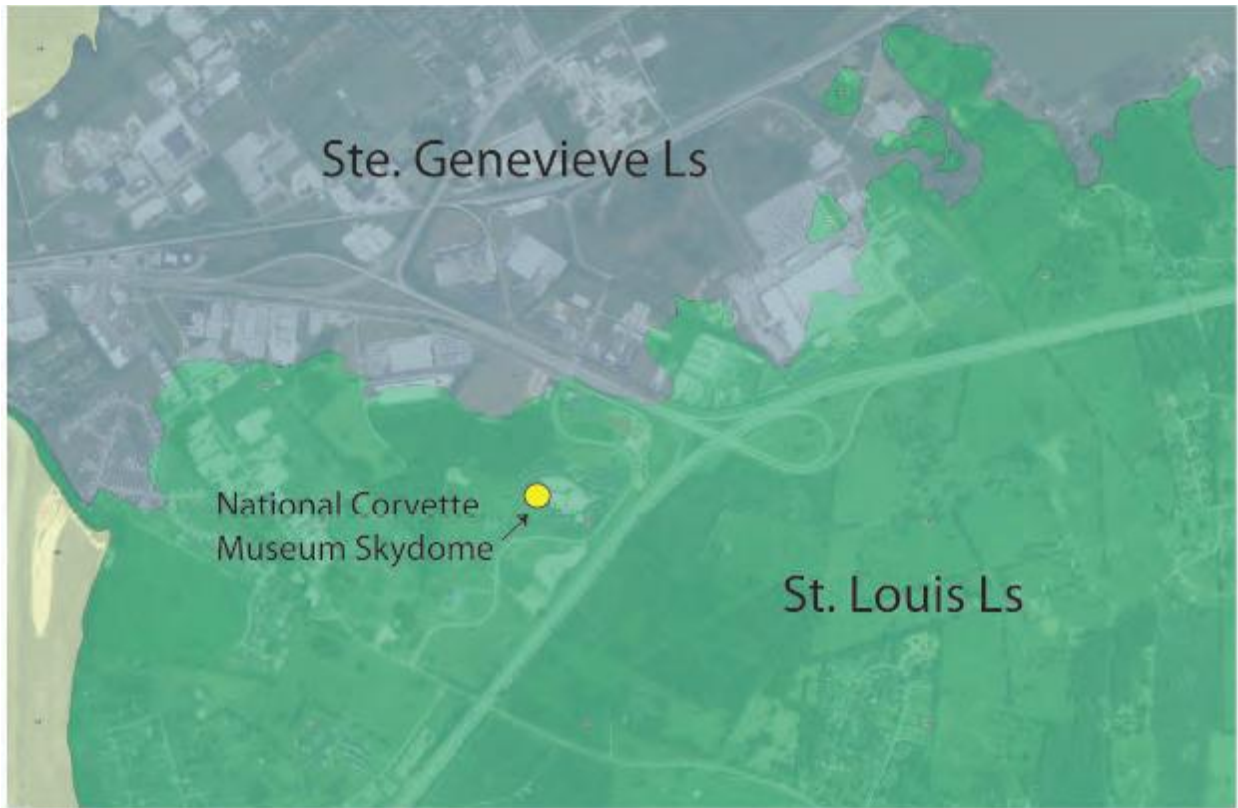 Ste. Genevieve Ls
National Corvette
Museum Skydome
St. Louis Ls